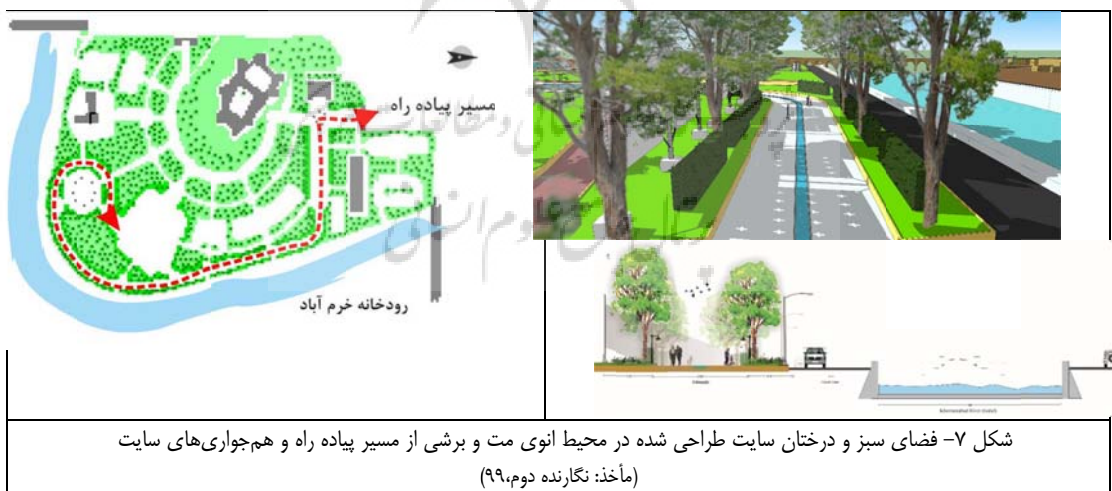 مسیر پیاده راه
رودخانه خرم آباد
شکل ۷- فضای سبز و درختان سایت طراحی شده در محیط انوی مت و برشی از مسیر پیاده راه و هم‌جواری‌های سایت
(مأخذ: نگارنده دوم،۹۹)